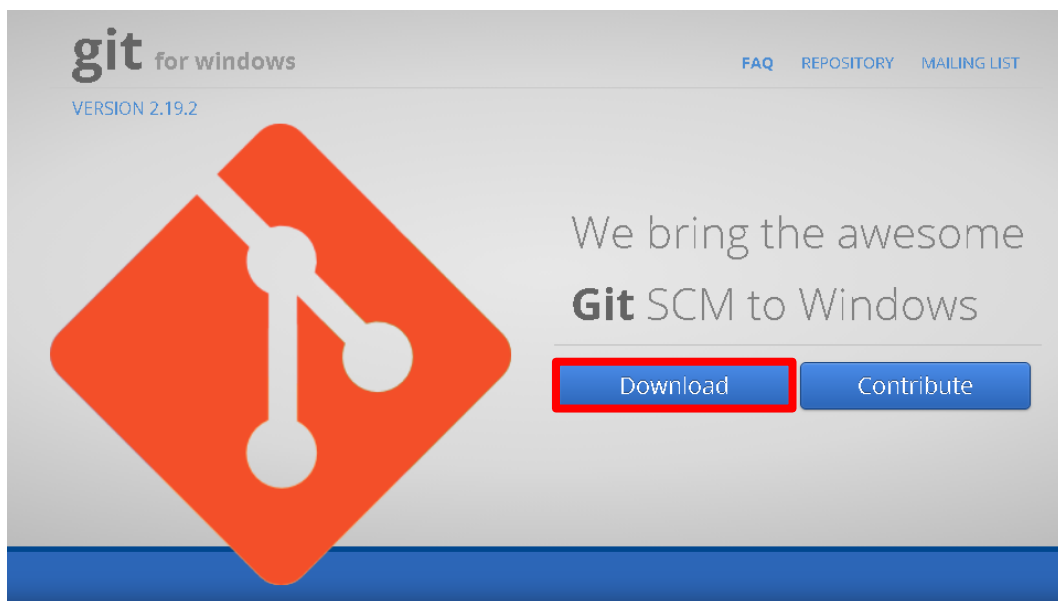 git for windows
FAQ REPOSITORY MAILING LIST
VERSION 2.19.2
We bring the awesome
Git SCM to Windows
Download Contribute